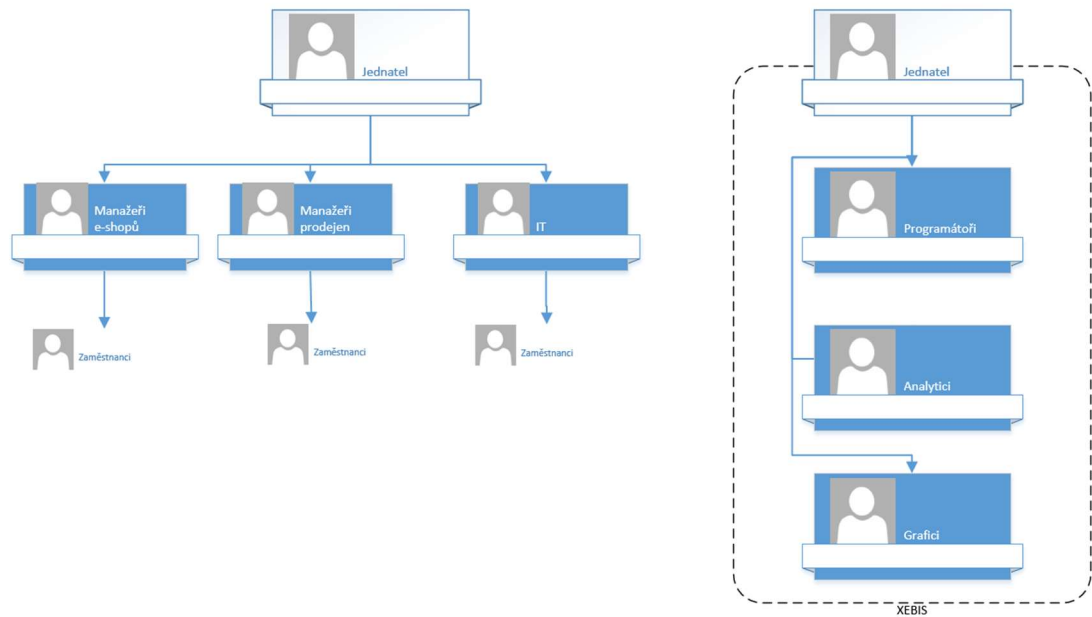 Jednatel
Manažeři
e-shopů
Manažeři
prodejen
IT
Zaměstnanci
Zaměstnanci
Zaměstnanci
Jednatel
Programátoři
Analytici
Grafici
XEBIS